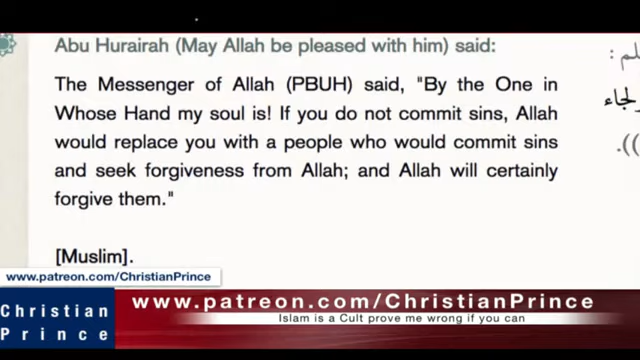 Abu Hurairah (May Allah be pleased with him) said:
The Messenger of Allah (PBUH) said, "By the One in
Whose Hand my soul is! If you do not commit sins, Allah
would replace you with a people who would commit sins
and seek forgiveness from Allah; and Allah will certainly
forgive them."
[Muslim].
www.patreon.com/ChristianPrince
Christian
Prince
www.patreon.com/ChristianPrince
Islam is a Cult prove me wrong if you can